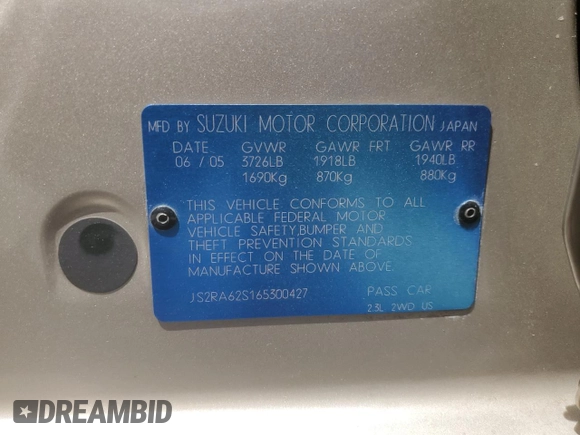 MFD BY SUZUKI MOTOR CORPORATION JAPAN
DATE GVWR GAWR FRT GAWR RR
06 / 05 3726LB 1918LB 1940LB
1690Kg 870Kg 880Kg
THIS VEHICLE CONFORMS TO ALL
APPLICABLE FEDERAL MOTOR
VEHICLE SAFETY,BUMPER AND
THEFT PREVENTION STANDARDS
IN EFFECT ON THE DATE OF
MANUFACTURE SHOWN ABOVE.
JS2RA62S165300427 PASS CAR
2.3L 2WD US
DREAMBID